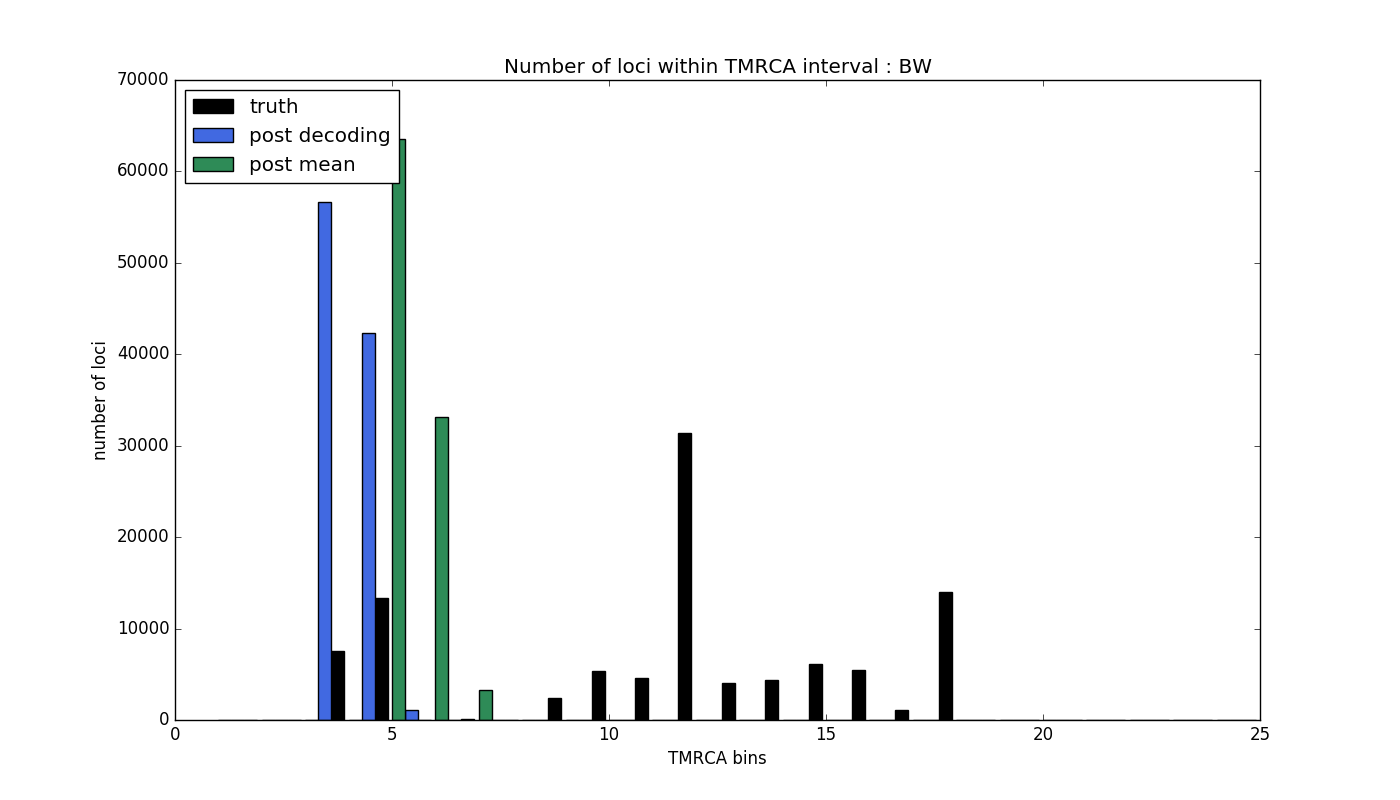 Number of loci within TMRCA interval : BW
70000
60000
50000
40000
30000
20000
10000
0
number of loci
truth
post decoding
post mean
0 5 10 15 20 25
TMRCA bins